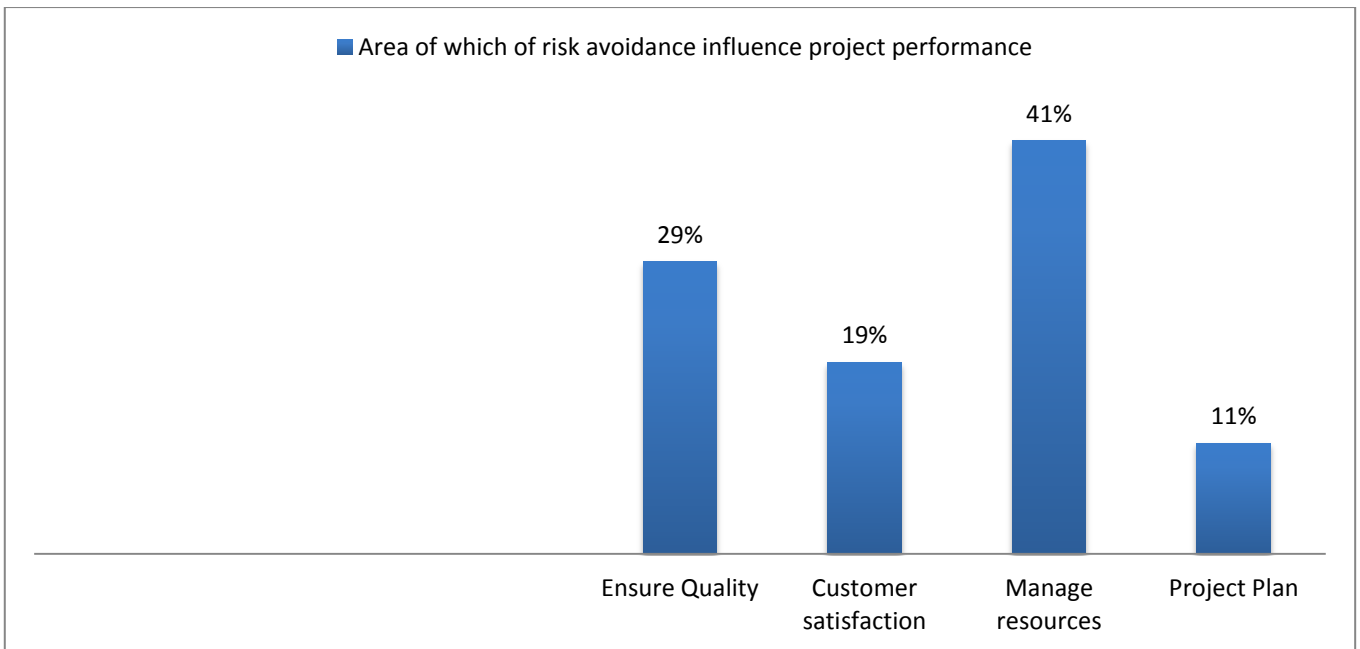 Area of which of risk avoidance influence project performance
41%
29%
19%
11%
Ensure Quality
Customer
satisfaction
Manage
resources
Project Plan